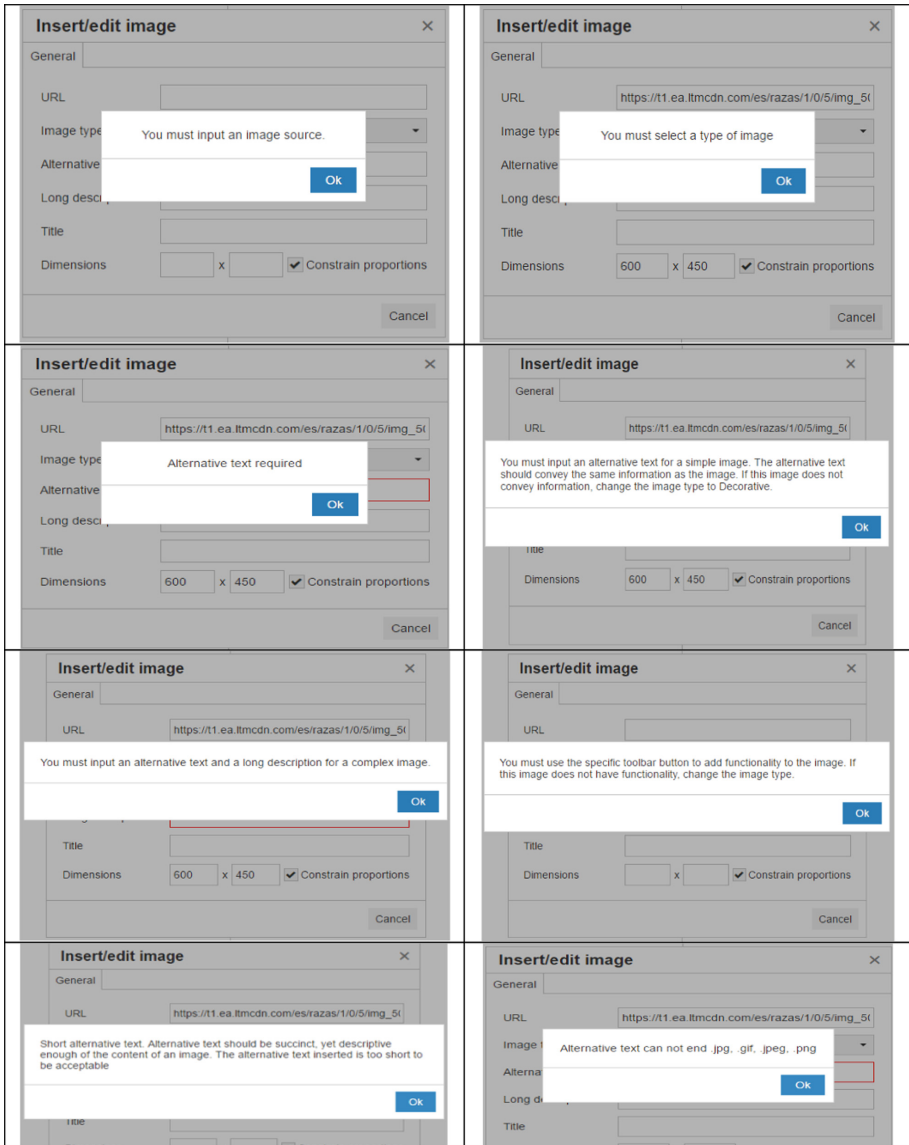 Insert/edit image ×
General
URL
Image type
You must input an image source.
Alternative
Ok
Long desc
Title
Dimensions x Constrain proportions
Cancel
Insert/edit image ×
General
URL https://t1.ea.ltmcdn.com/es/razas/1/0/5/img_50
Image type
You must select a type of image
Alternative
Ok
Long desc
Title
Dimensions 600 x 450 Constrain proportions
Cancel
Insert/edit image ×
General
URL https://t1.ea.ltmcdn.com/es/razas/1/0/5/img_50
Image type
Alternative text required
Alternative
Ok
Long desc
Title
Dimensions 600 x 450 Constrain proportions
Cancel
Insert/edit image ×
General
URL https://t1.ea.ltmcdn.com/es/razas/1/0/5/img_50
You must input an alternative text for a simple image. The alternative text
should convey the same information as the image. If this image does not
convey information, change the image type to Decorative.
Ok
Title
Dimensions 600 x 450 Constrain proportions
Cancel
Insert/edit image ×
General
URL https://t1.ea.ltmcdn.com/es/razas/1/0/5/img_50
You must input an alternative text and a long description for a complex image.
Ok
Title
Dimensions 600 x 450 Constrain proportions
Cancel
Insert/edit image ×
General
URL
You must use the specific toolbar button to add functionality to the image. If
this image does not have functionality, change the image type.
Ok
Title
Dimensions x Constrain proportions
Cancel
Insert/edit image ×
General
URL https://t1.ea.ltmcdn.com/es/razas/1/0/5/img_50
Short alternative text. Alternative text should be succinct, yet descriptive
enough of the content of an image. The alternative text inserted is too short to
be acceptable
Ok
Title
Insert/edit image ×
General
URL https://t1.ea.ltmcdn.com/es/razas/1/0/5/img_50
Image t
Alternative text can not end .jpg, .gif, .jpeg, .png
Alterna
Ok
Long de
Title